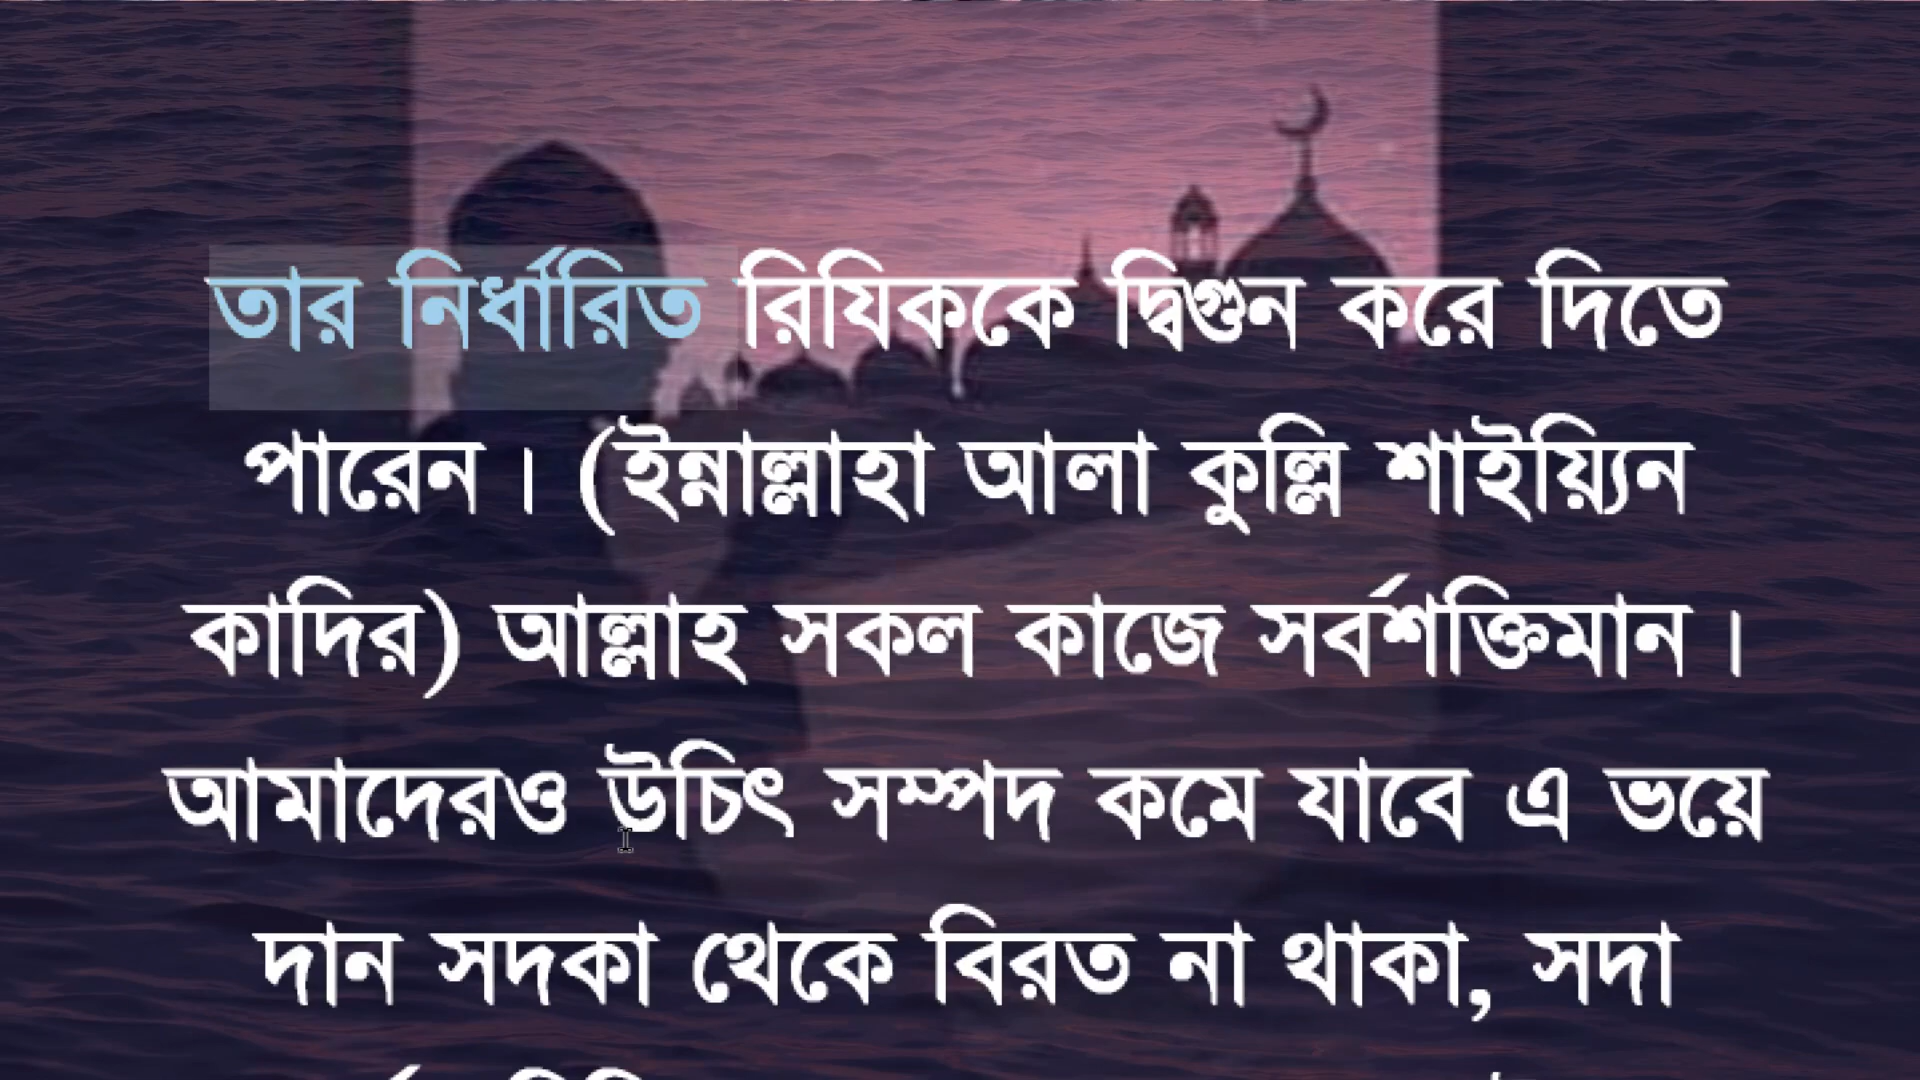 তার নির্ধারিত রিযিককে দ্বিগুন করে দিতে
পারেন। (ইন্নাল্লাহা আলা কুল্লি শাইয়্যিন
কাদির) আল্লাহ সকল কাজে সর্বশক্তিমান।
আমাদেরও উচিৎ সম্পদ কমে যাবে এ ভয়ে
দান সদকা থেকে বিরত না থাকা, সদা